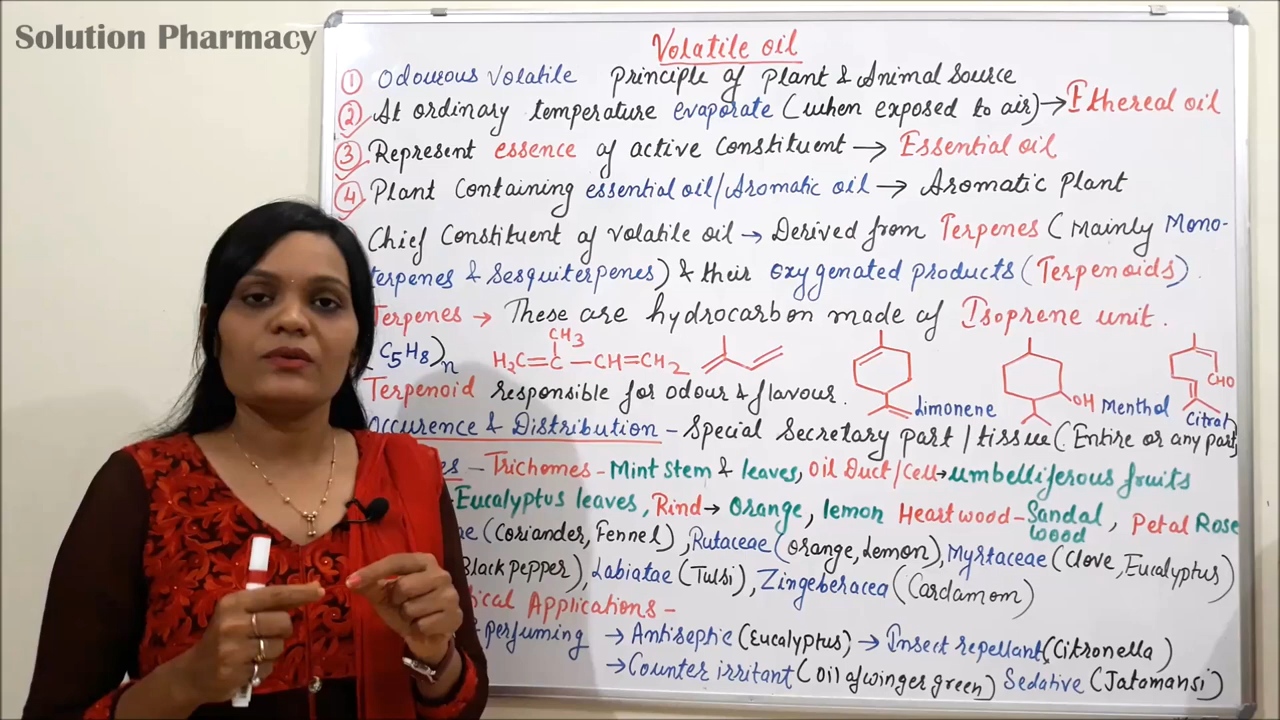 Solution Pharmacy
Volatile oil
① Odourous Volatile principle of plant & Animal source
② At ordinary temperature evaporate (when exposed to air) → Ethereal oil
③ Represent essence of active constituent → Essential oil
④ Plant containing essential oil/Aromatic oil → Aromatic plant
Chief Constituent of volatile oil → Derived from Terpenes (Mainly Mono-
terpenes & Sesquiterpenes) & their oxygenated products (Terpenoids).
Terpenes → These are hydrocarbon made of Isoprene unit.
(C5H8)n H2C=C—CH=CH2 CH3
OH CHO
Terpenoid responsible for odour & flavour. Limonene Menthol Citral
Occurence & Distribution - Special Secretary part / tissue (Entire or any part
- Trichomes - Mint stem & leaves, Oil Duct/Cell → umbelliferous fruits
Eucalyptus leaves, Rind → Orange, lemon Heartwood - Sandal wood, Petal Rose
(Coriander, Fennel), Rutaceae (orange, Lemon), Myrtaceae (Clove, Eucalyptus)
Black pepper), Labiatae (Tulsi), Zingeberacea (Cardamom)
Applications -
perfuming → Antiseptic (Eucalyptus) → Insect repellant (Citronella)
→ Counter irritant (Oil of winger green) Sedative (Jatamansi)